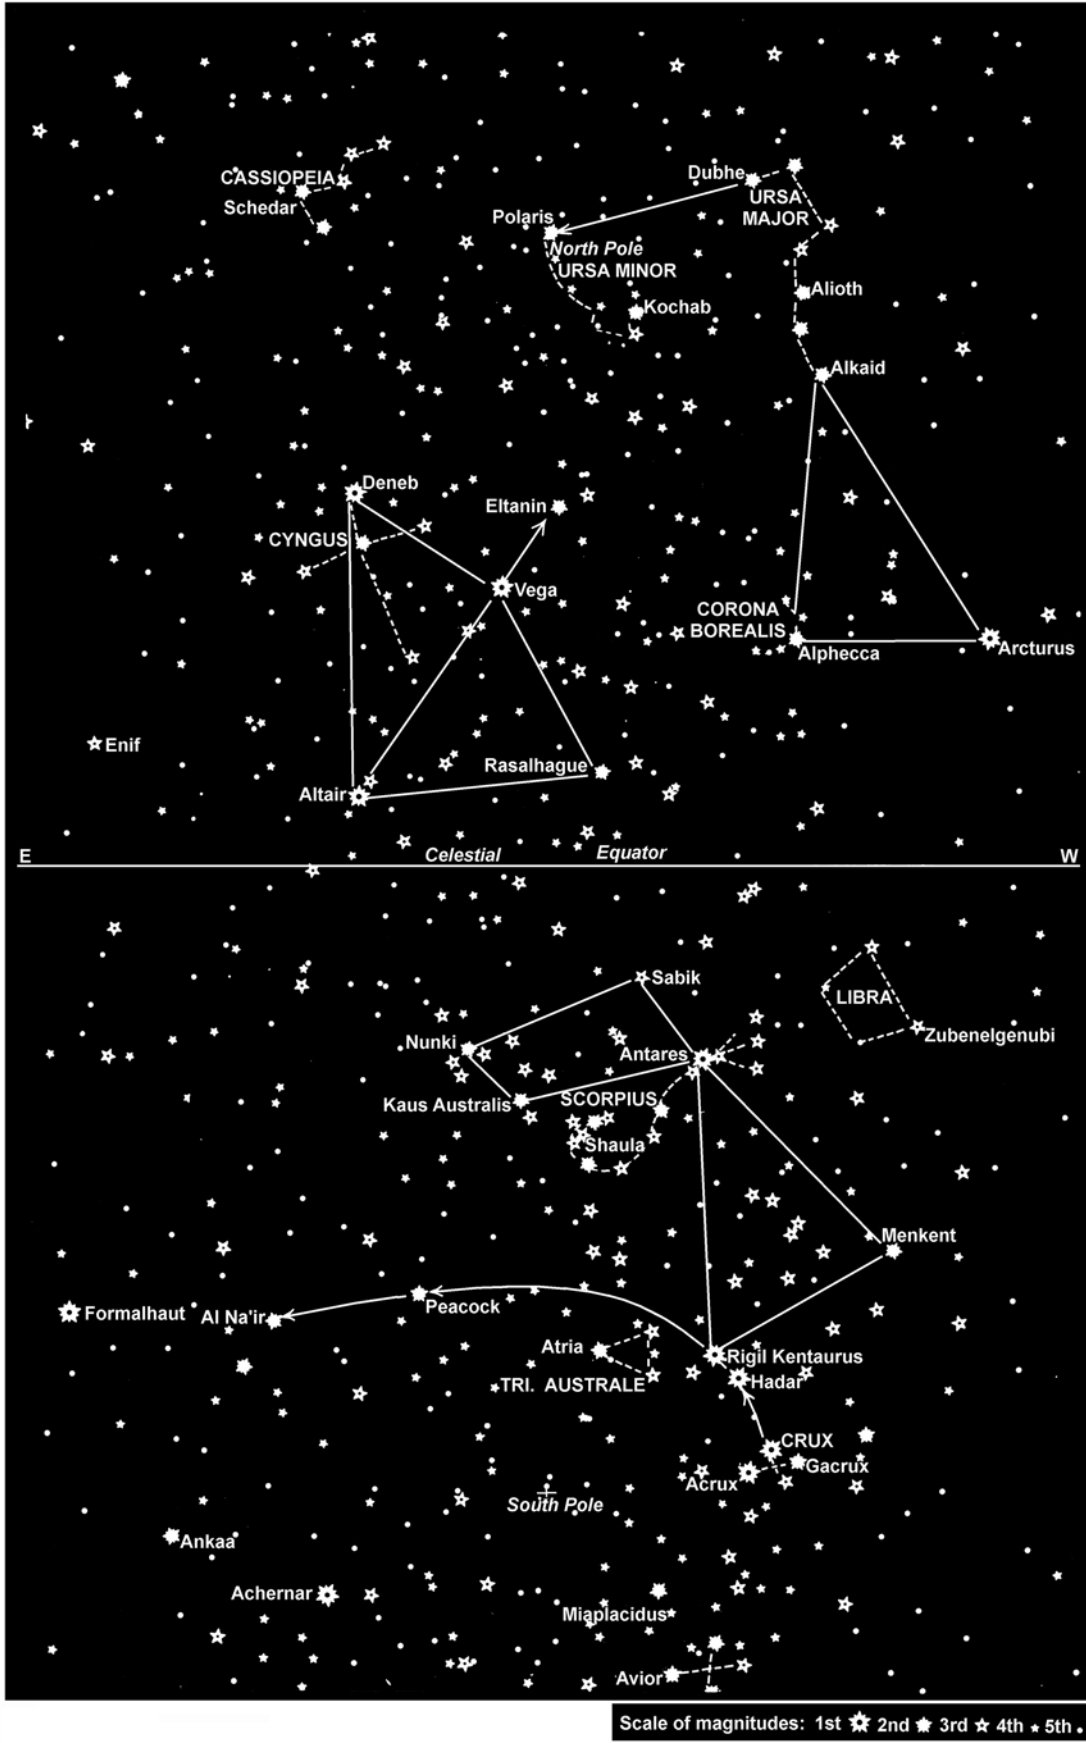 CASSIOPEIA
Schedar
Dubhe
URSA
MAJOR
Polaris
North Pole
URSA MINOR
Kochab
Alioth
Alkaid
Deneb
Eltanin
CYNGUS
Vega
CORONA
BOREALIS
Alphecca
Arcturus
Enif
Rasalhague
Altair
E
Celestial
Equator
W
Sabik
LIBRA
Zubenelgenubi
Nunki
Antares
Kaus Australis
SCORPIUS
Shaula
Menkent
Formalhaut
Al Na'ir
Peacock
Atria
Rigil Kentaurus
Hadar
TRI. AUSTRALE
CRUX
Gacrux
Acrux
South Pole
Ankaa
Achernar
Miaplacidus
Avior
Scale of magnitudes: 1st 2nd 3rd 4th 5th